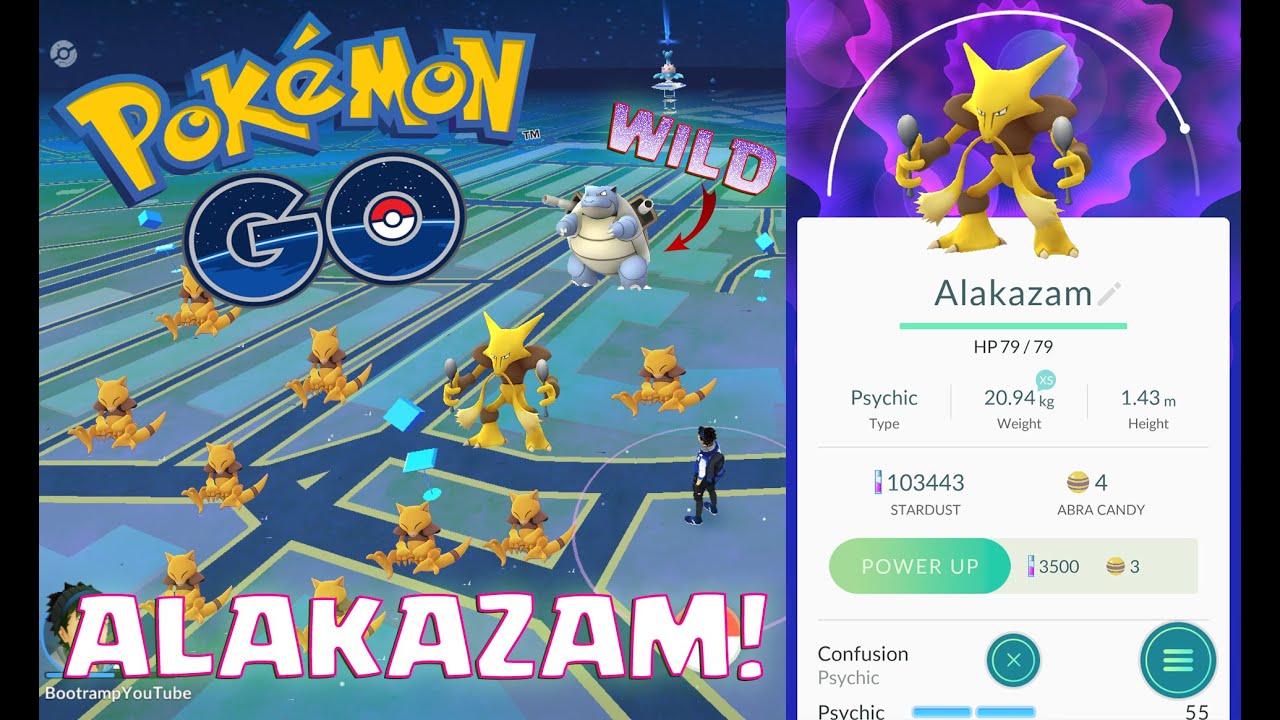 POKéMON
™
GO
WILD
ALAKAZAM!
BootrampYouTube
Alakazam
HP 79 / 79
XS
Psychic
20.94 kg
1.43 m
Type
Weight
Height
103443
4
STARDUST
ABRA CANDY
POWER UP
3500
3
Confusion
Psychic
Psychic
55